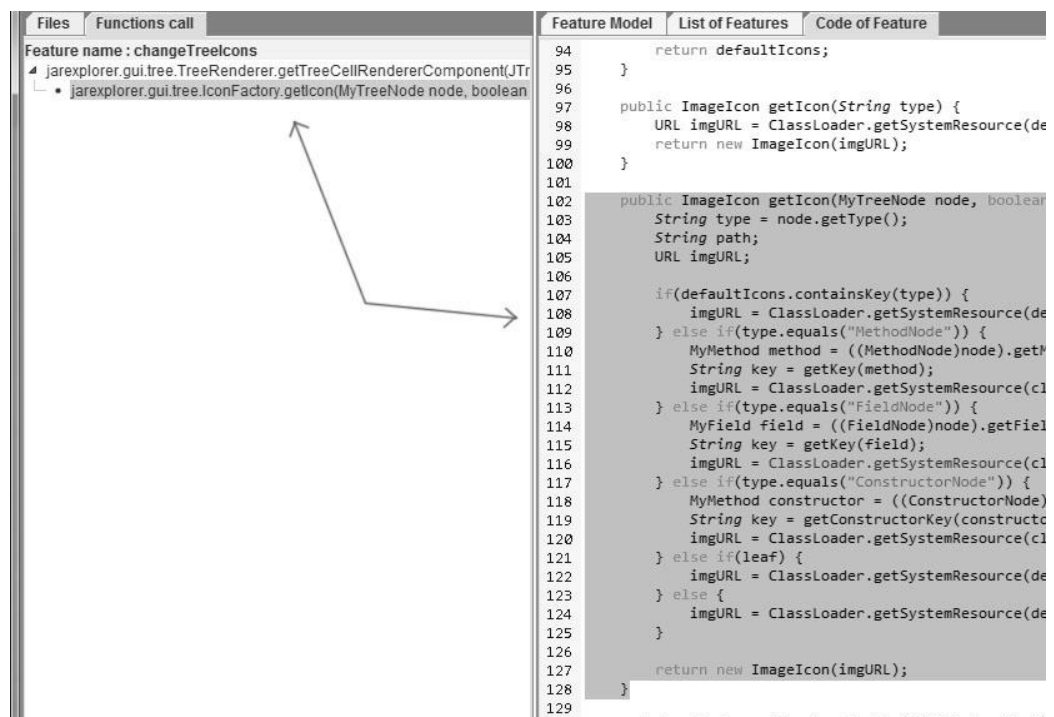 Files Functions call
Feature name : changeTreeIcons
jarexplorer.gui.tree.TreeRenderer.getTreeCellRendererComponent(JTr
jarexplorer.gui.tree.IconFactory.getIcon(MyTreeNode node, boolean
Feature Model List of Features Code of Feature
94 return defaultIcons;
95 }
96
97 public ImageIcon getIcon(String type) {
98 URL imgURL = ClassLoader.getSystemResource(de
99 return new ImageIcon(imgURL);
100 }
101
102 public ImageIcon getIcon(MyTreeNode node, boolean
103 String type = node.getType();
104 String path;
105 URL imgURL;
106
107 if(defaultIcons.containsKey(type)) {
108 imgURL = ClassLoader.getSystemResource(de
109 } else if(type.equals("MethodNode")) {
110 MyMethod method = ((MethodNode)node).getM
111 String key = getKey(method);
112 imgURL = ClassLoader.getSystemResource(cl
113 } else if(type.equals("FieldNode")) {
114 MyField field = ((FieldNode)node).getFiel
115 String key = getKey(field);
116 imgURL = ClassLoader.getSystemResource(cl
117 } else if(type.equals("ConstructorNode")) {
118 MyMethod constructor = ((ConstructorNode)
119 String key = getConstructorKey(constructo
120 imgURL = ClassLoader.getSystemResource(cl
121 } else if(leaf) {
122 imgURL = ClassLoader.getSystemResource(de
123 } else {
124 imgURL = ClassLoader.getSystemResource(de
125 }
126
127 return new ImageIcon(imgURL);
128 }
129